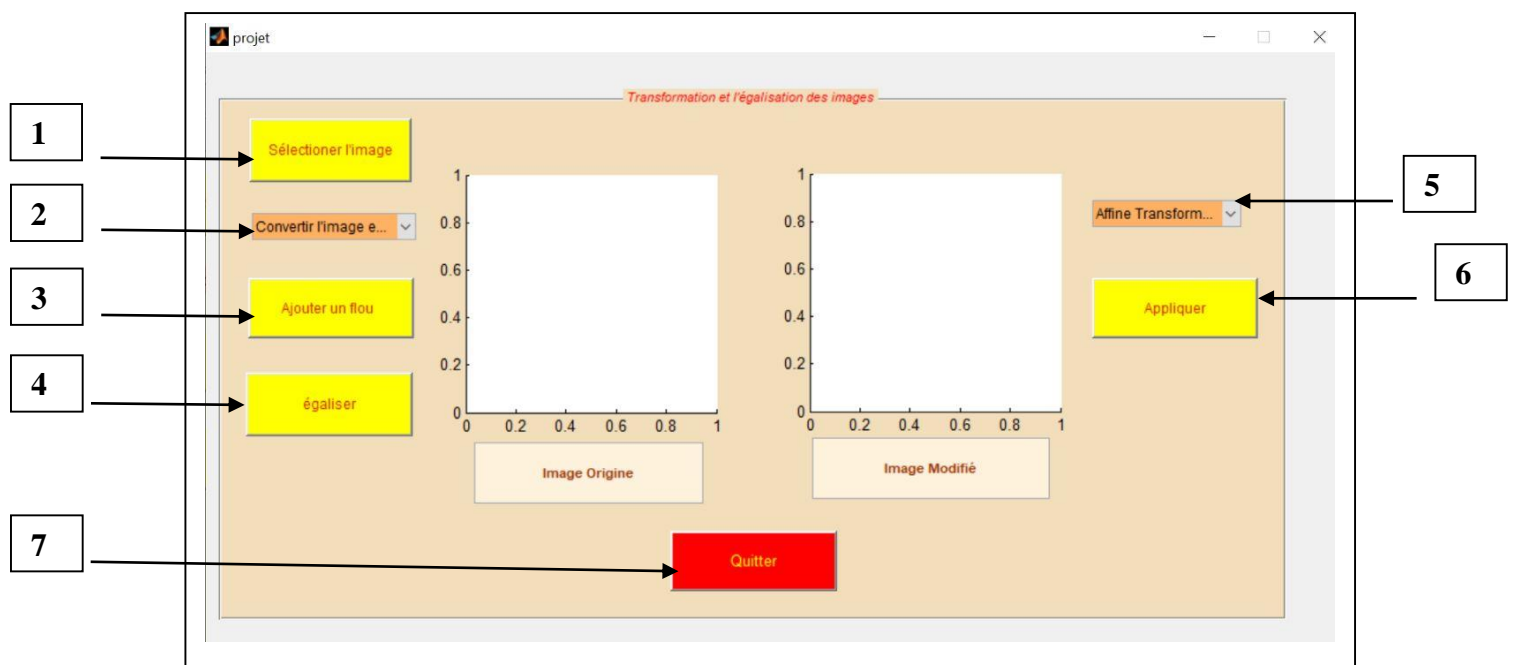 projet
Transformation et l'égalisation des images
1
Sélectioner l'image
2
Convertir l'image e...
3
Ajouter un flou
4
égaliser
1
0.8
0.6
0.4
0.2
0
0 0.2 0.4 0.6 0.8 1
Image Origine
1
0.8
0.6
0.4
0.2
0
0 0.2 0.4 0.6 0.8 1
Image Modifié
5
Affine Transform...
6
Appliquer
7
Quitter